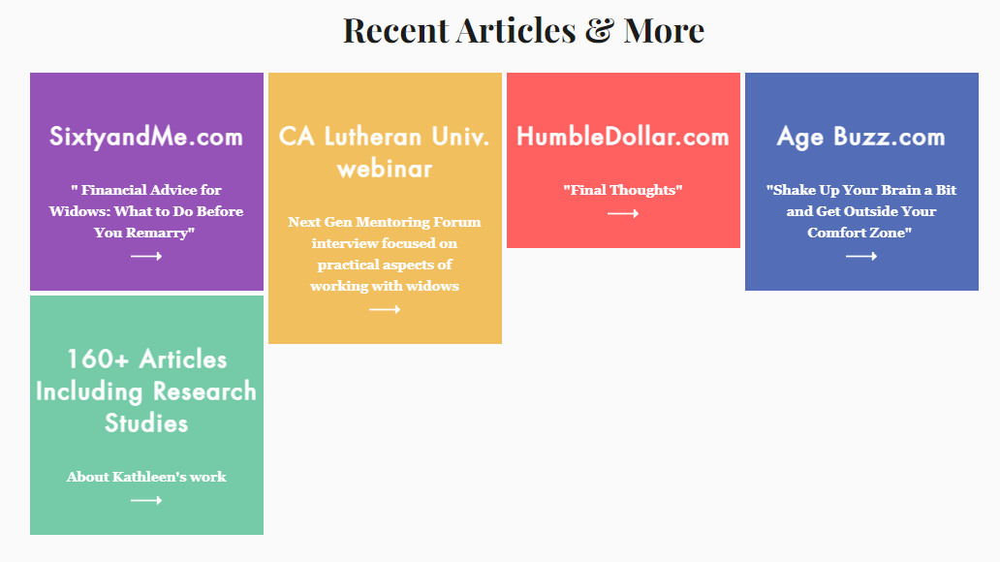 Recent Articles & More
SixtyandMe.com
" Financial Advice for
Widows: What to Do Before
You Remarry"
CA Lutheran Univ.
webinar
Next Gen Mentoring Forum
interview focused on
practical aspects of
working with widows
HumbleDollar.com
"Final Thoughts"
Age Buzz.com
"Shake Up Your Brain a Bit
and Get Outside Your
Comfort Zone"
160+ Articles
Including Research
Studies
About Kathleen's work